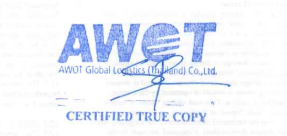 AWOT
AWOT Global Logistics (Thailand) Co.,Ltd.
CERTIFIED TRUE COPY